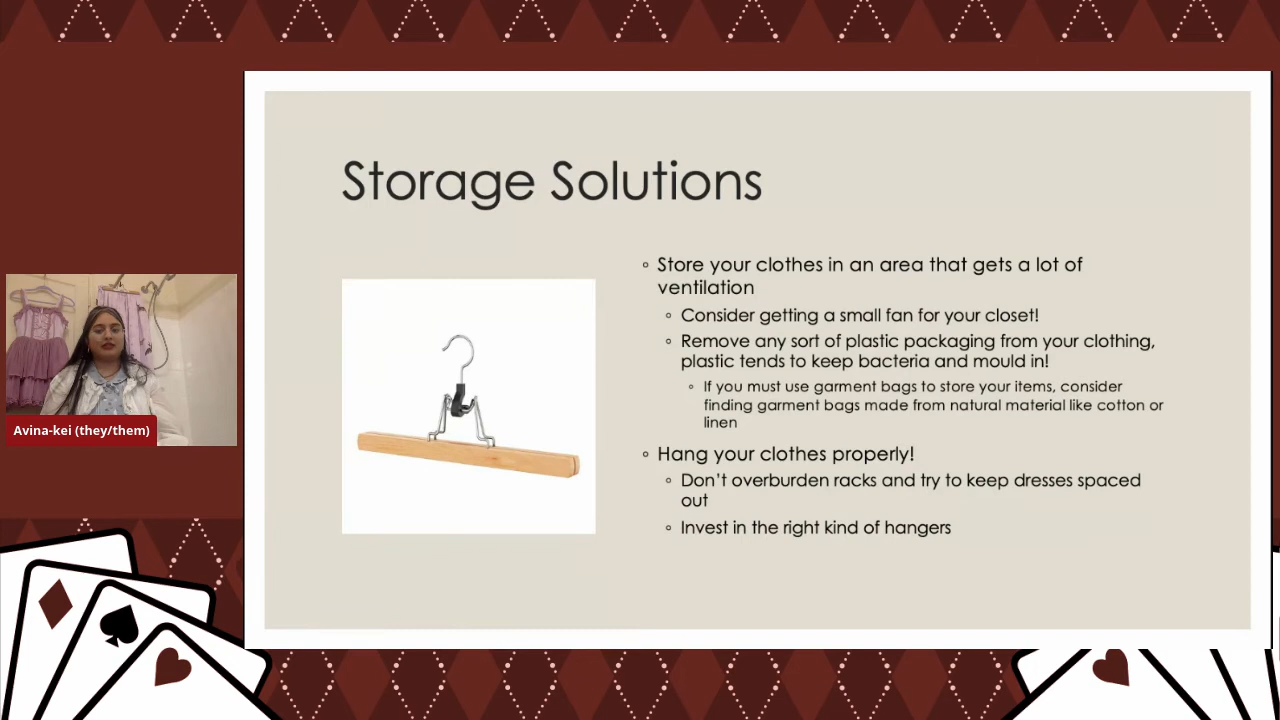 Storage Solutions
◦ Store your clothes in an area that gets a lot of
ventilation
◦ Consider getting a small fan for your closet!
◦ Remove any sort of plastic packaging from your clothing,
plastic tends to keep bacteria and mould in!
◦ If you must use garment bags to store your items, consider
finding garment bags made from natural material like cotton or
linen
◦ Hang your clothes properly!
◦ Don’t overburden racks and try to keep dresses spaced
out
◦ Invest in the right kind of hangers
Avina-kei (they/them)